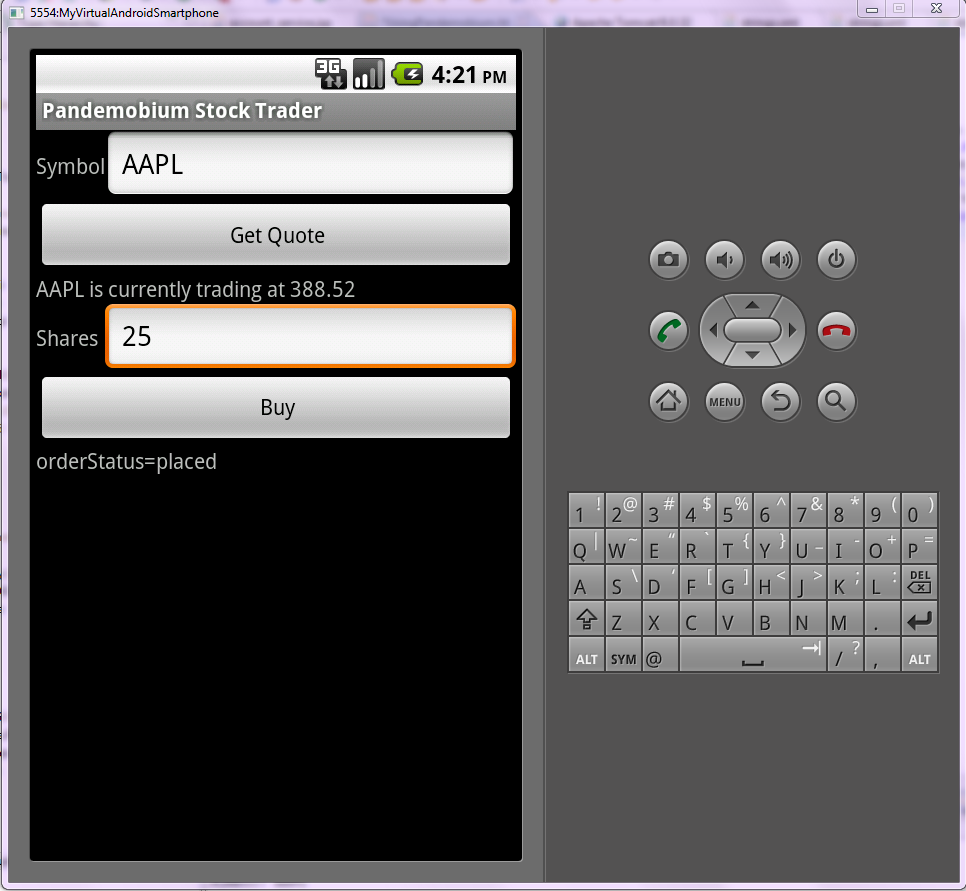 5554:MyVirtualAndroidSmartphone
3G 4:21 PM
Pandemobium Stock Trader
Symbol AAPL
Get Quote
AAPL is currently trading at 388.52
Shares 25
Buy
orderStatus=placed
MENU
1 ! 2 @ 3 # 4 $ 5 % 6 ^ 7 & 8 * 9 ( 0 )
Q | W ~ E " R ` T { Y } U _ I - O + P =
A S \ D ' F [ G ] H < J > K ; L : DEL
Z X C V B N M .
ALT SYM @ / ? , ALT